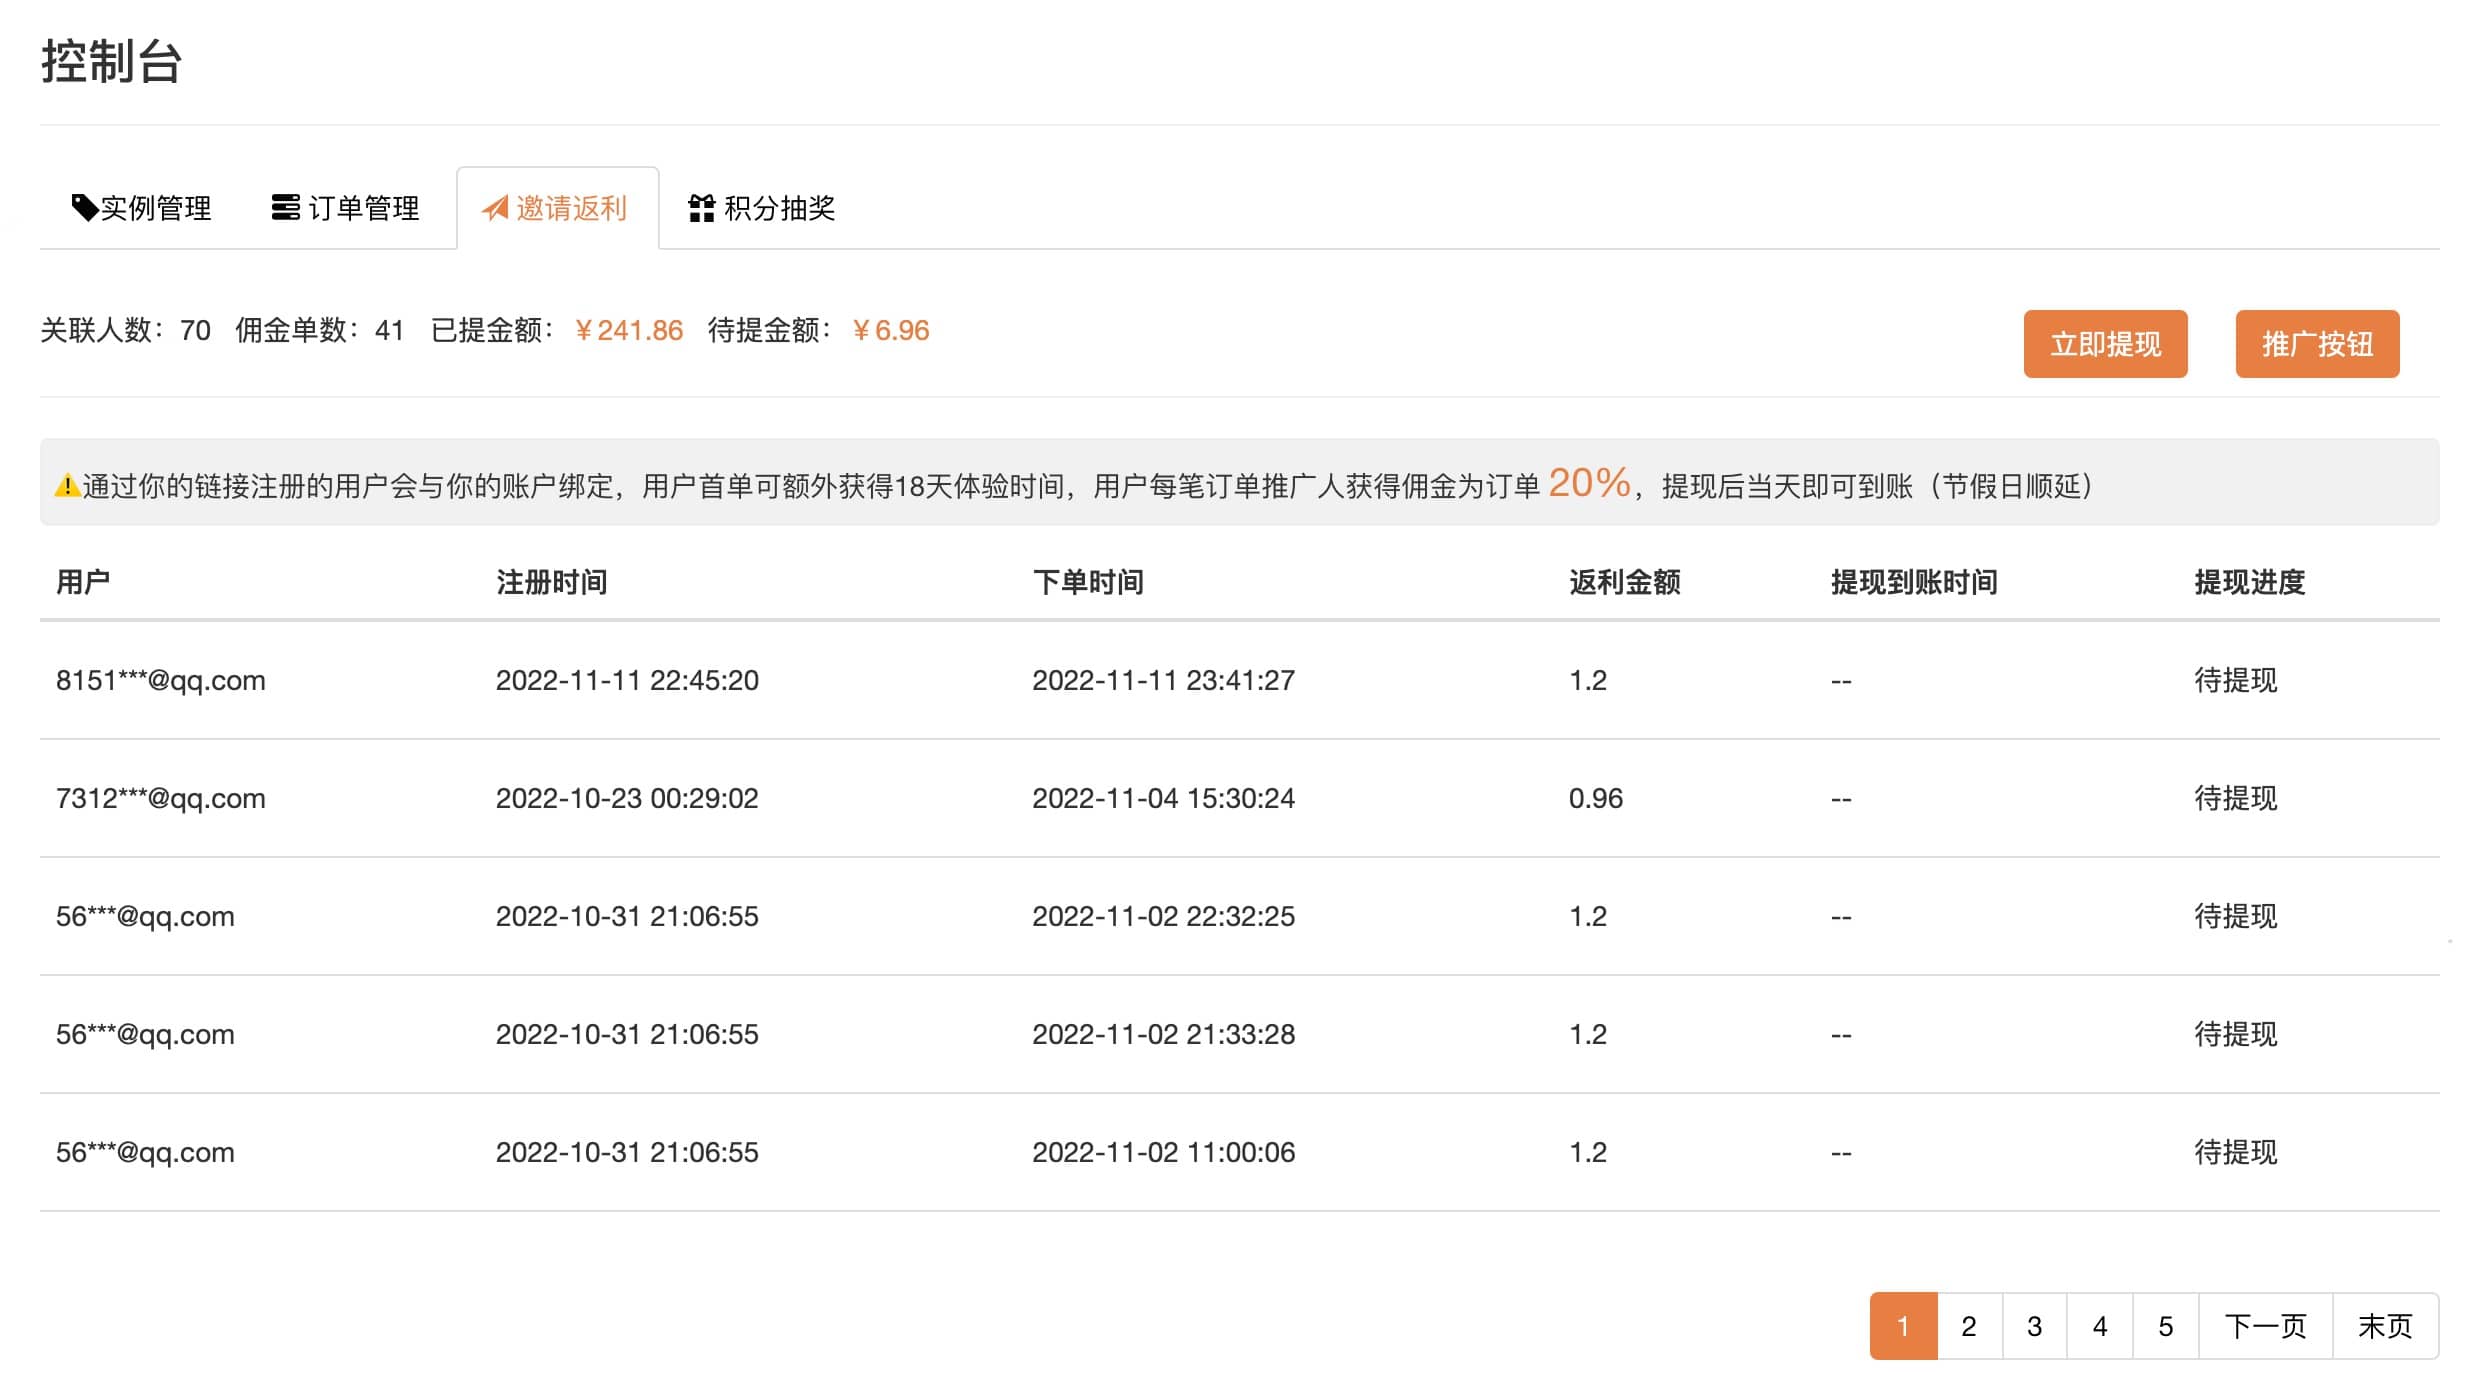 控制台
实例管理 订单管理 邀请返利 积分抽奖
关联人数：70 佣金单数：41 已提金额：￥241.86 待提金额：￥6.96 立即提现 推广按钮
通过你的链接注册的用户会与你的账户绑定，用户首单可额外获得18天体验时间，用户每笔订单推广人获得佣金为订单 20%，提现后当天即可到账（节假日顺延）
用户 注册时间 下单时间 返利金额 提现到账时间 提现进度
8151***@qq.com 2022-11-11 22:45:20 2022-11-11 23:41:27 1.2 -- 待提现
7312***@qq.com 2022-10-23 00:29:02 2022-11-04 15:30:24 0.96 -- 待提现
56***@qq.com 2022-10-31 21:06:55 2022-11-02 22:32:25 1.2 -- 待提现
56***@qq.com 2022-10-31 21:06:55 2022-11-02 21:33:28 1.2 -- 待提现
56***@qq.com 2022-10-31 21:06:55 2022-11-02 11:00:06 1.2 -- 待提现
1 2 3 4 5 下一页 末页